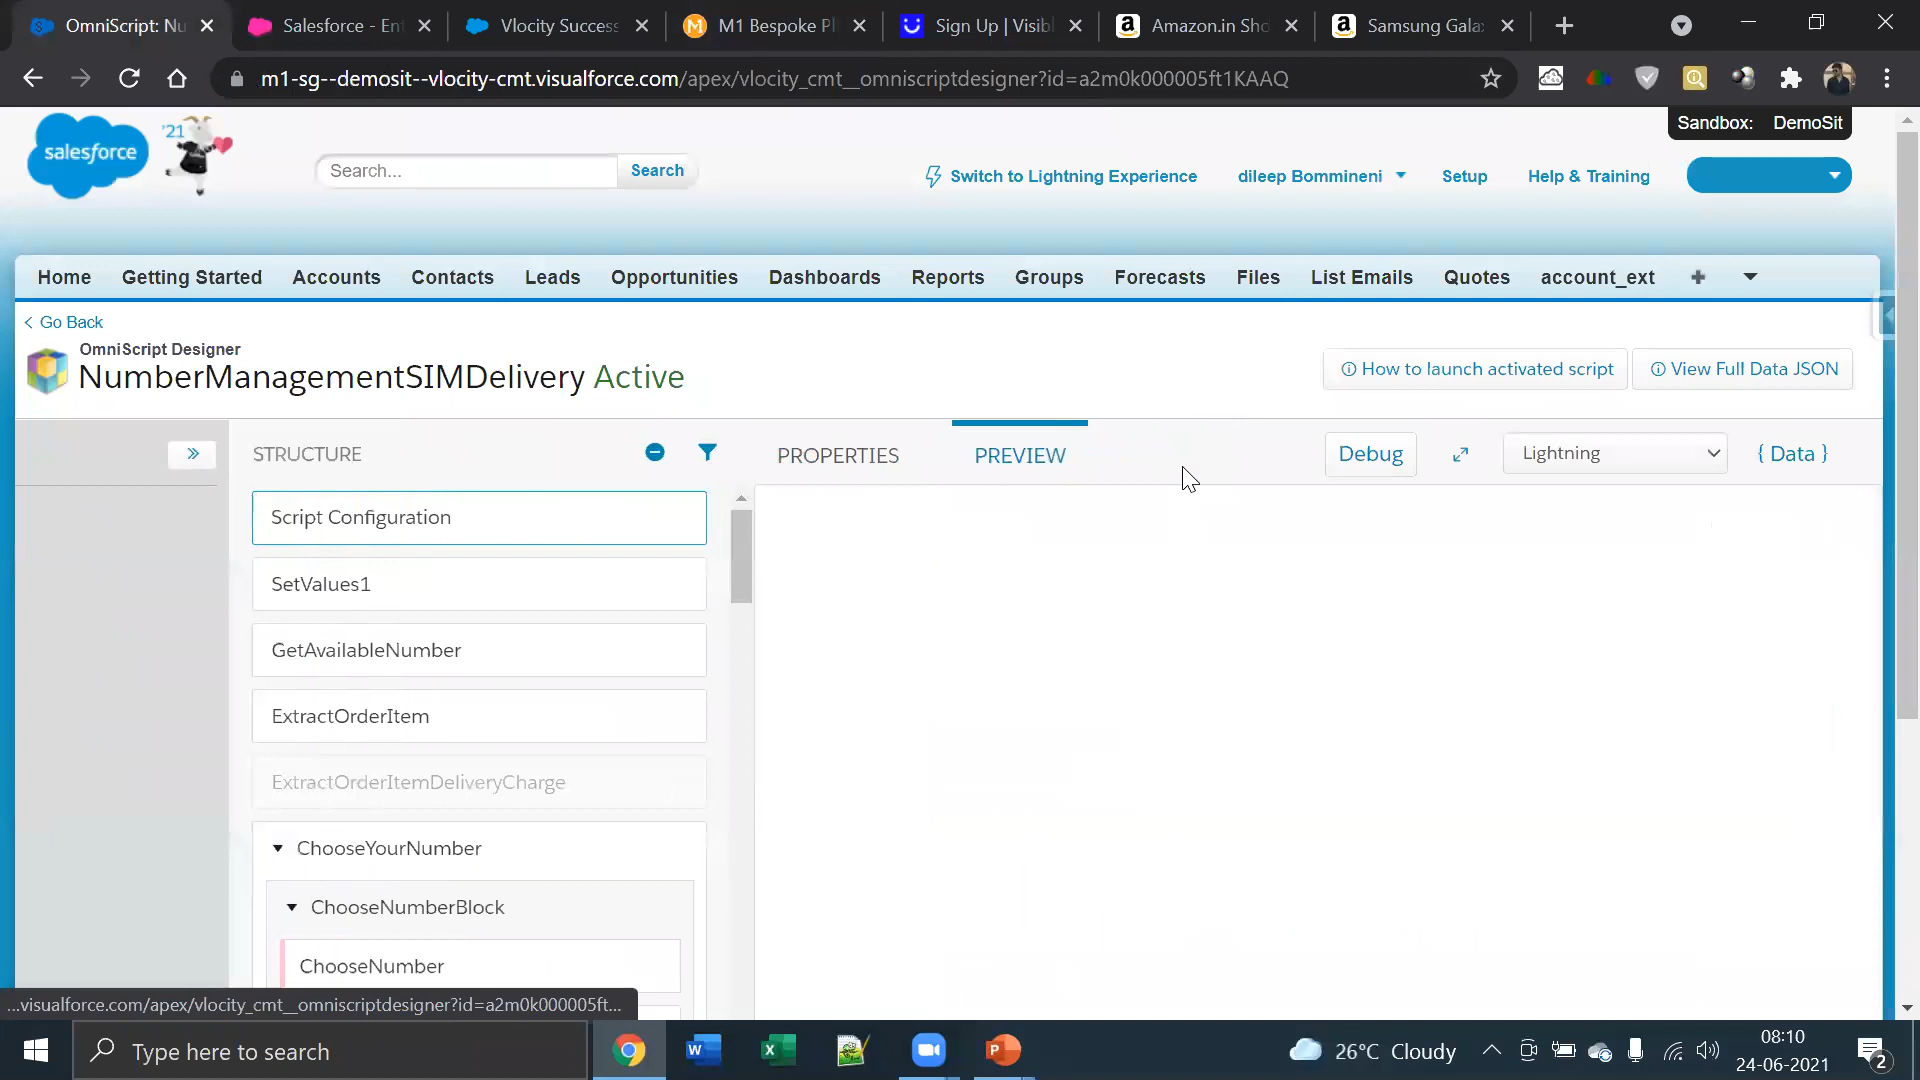 OmniScript: Nu
Salesforce - Ent
Vlocity Success
M1 Bespoke Pl
Sign Up | Visibl
Amazon.in Sho
Samsung Galax
m1-sg--demosit--vlocity-cmt.visualforce.com/apex/vlocity_cmt__omniscriptdesigner?id=a2m0k000005ft1KAAQ
Sandbox: DemoSit
salesforce
'21
Search...
Search
Switch to Lightning Experience
dileep Bommineni
Setup
Help & Training
Home
Getting Started
Accounts
Contacts
Leads
Opportunities
Dashboards
Reports
Groups
Forecasts
Files
List Emails
Quotes
account_ext
Go Back
OmniScript Designer
NumberManagementSIMDelivery Active
How to launch activated script
View Full Data JSON
STRUCTURE
PROPERTIES
PREVIEW
Debug
Lightning
{ Data }
Script Configuration
SetValues1
GetAvailableNumber
ExtractOrderItem
ExtractOrderItemDeliveryCharge
ChooseYourNumber
ChooseNumberBlock
ChooseNumber
...visualforce.com/apex/vlocity_cmt__omniscriptdesigner?id=a2m0k000005ft...
Type here to search
26°C Cloudy
08:10
24-06-2021
2